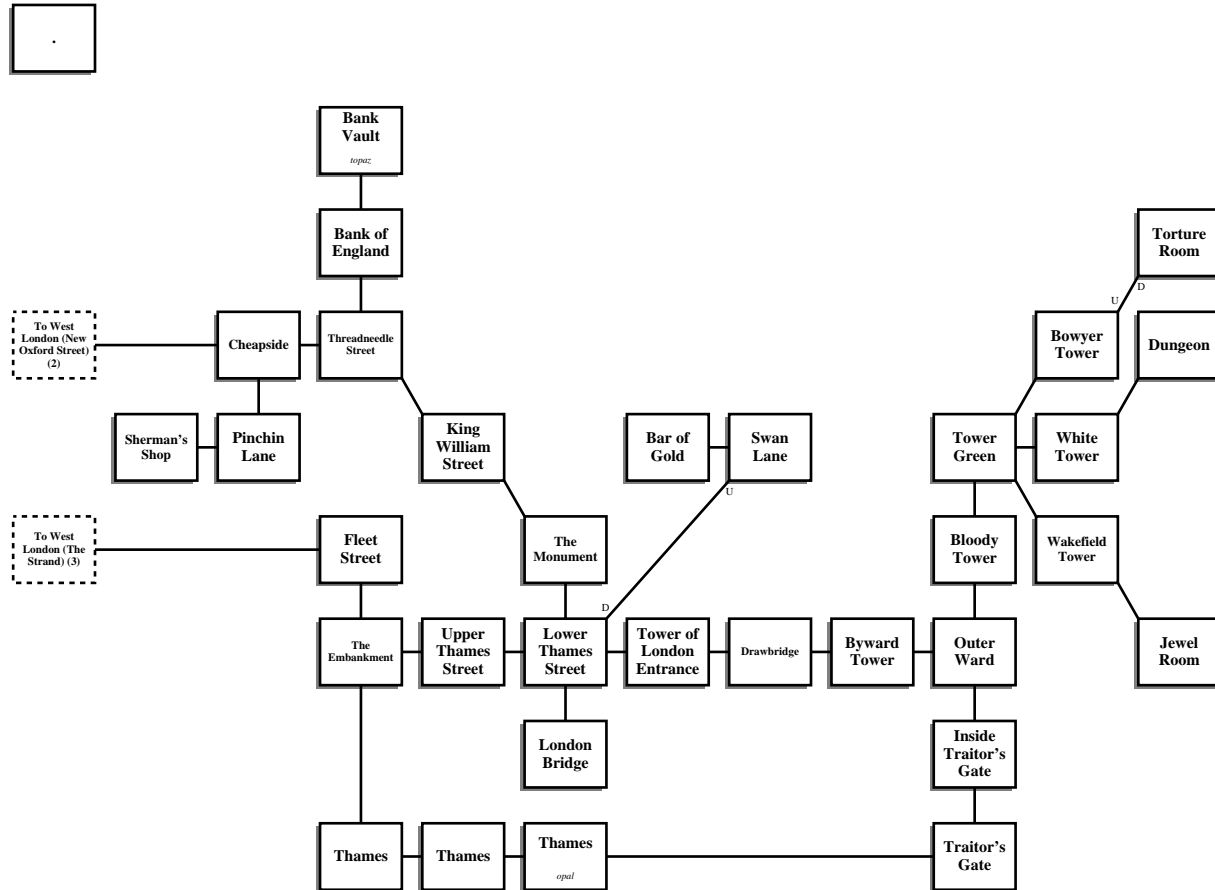 .
Bank
Vault
topaz
Bank of
England
Torture
Room
U
D
To West
London (New
Oxford Street)
(2)
Cheapside
Threadneedle
Street
Bowyer
Tower
Dungeon
Sherman's
Shop
Pinchin
Lane
King
William
Street
Bar of
Gold
Swan
Lane
U
Tower
Green
White
Tower
To West
London (The
Strand) (3)
Fleet
Street
The
Monument
Bloody
Tower
Wakefield
Tower
D
The
Embankment
Upper
Thames
Street
Lower
Thames
Street
Tower of
London
Entrance
Drawbridge
Byward
Tower
Outer
Ward
Jewel
Room
London
Bridge
Inside
Traitor's
Gate
Thames
Thames
Thames
opal
Traitor's
Gate